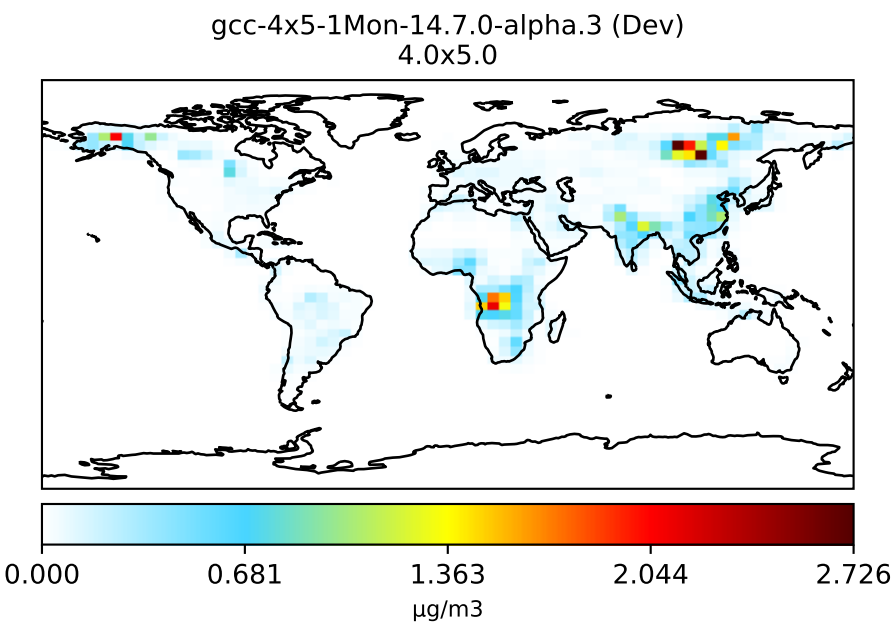 gcc-4x5-1Mon-14.7.0-alpha.3 (Dev)
4.0x5.0
0.000 0.681 1.363 2.044 2.726
μg/m3